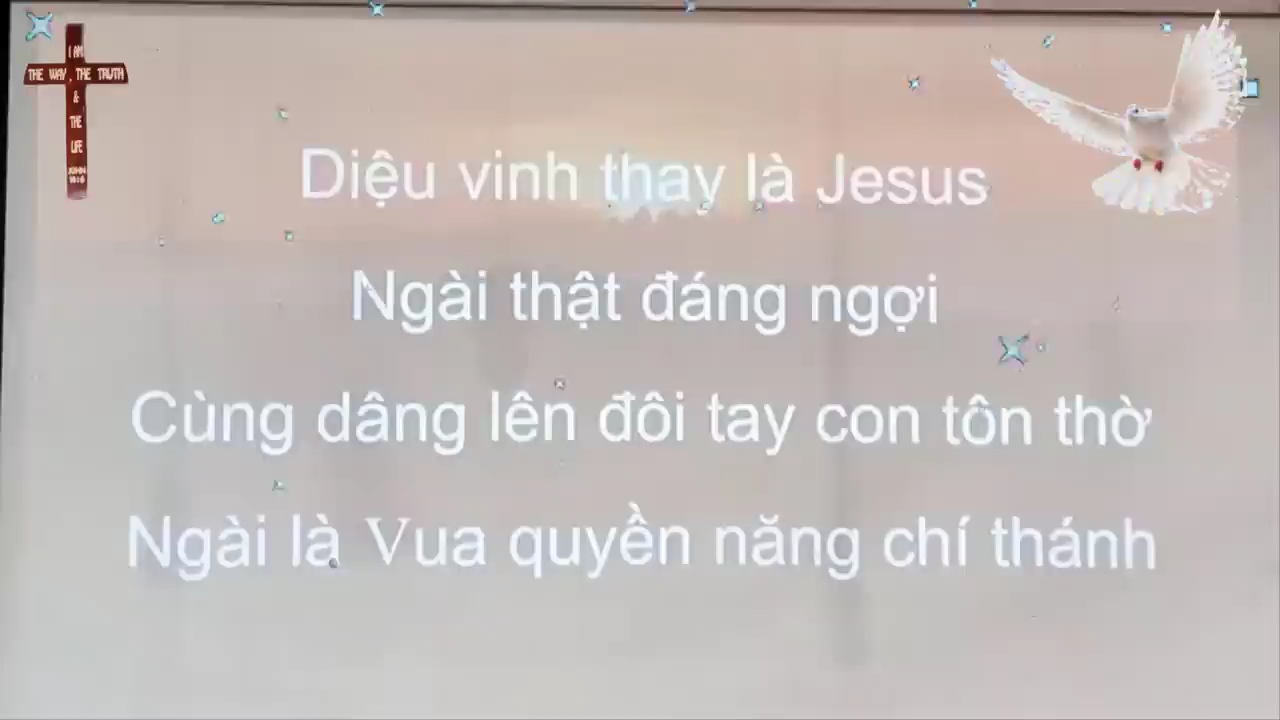 I AM
THE WAY, THE TRUTH
&
THE
LIFE
JOHN
Diệu vinh thay là Jesus
Ngài thật đáng ngợi
Cùng dâng lên đôi tay con tôn thờ
Ngài là Vua quyền năng chí thánh